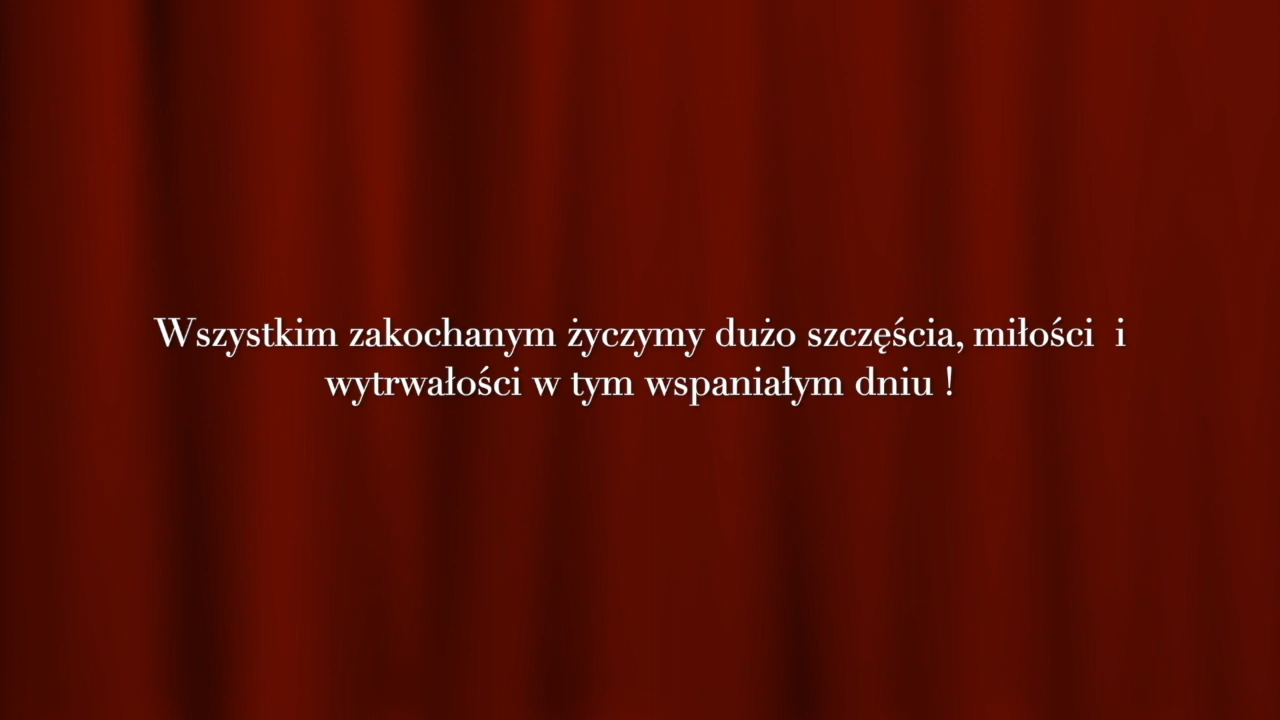 Wszystkim zakochanym życzymy dużo szczęścia, miłości  i
wytrwałości w tym wspaniałym dniu !